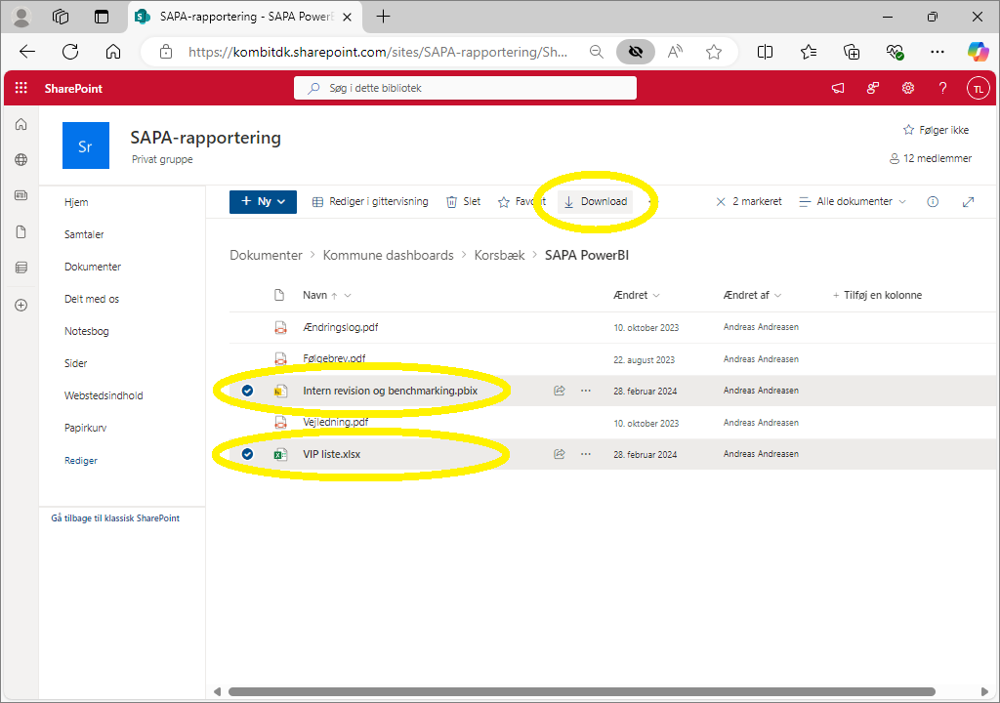 SAPA-rapportering - SAPA PowerB
https://kombitdk.sharepoint.com/sites/SAPA-rapportering/Sh...
SharePoint
Søg i dette bibliotek
TL
Sr
SAPA-rapportering
Privat gruppe
Følger ikke
12 medlemmer
Hjem
Samtaler
Dokumenter
Delt med os
Notesbog
Sider
Webstedsindhold
Papirkurv
Rediger
Gå tilbage til klassisk SharePoint
+ Ny
Rediger i gittervisning
Slet
Favorit
Download
2 markeret
Alle dokumenter
Dokumenter > Kommune dashboards > Korsbæk > SAPA PowerBI
Navn ↑ Ændret Ændret af + Tilføj en kolonne
Ændringslog.pdf 10. oktober 2023 Andreas Andreasen
Følgebrev.pdf 22. august 2023 Andreas Andreasen
Intern revision og benchmarking.pbix ... 28. februar 2024 Andreas Andreasen
Vejledning.pdf 10. oktober 2023 Andreas Andreasen
VIP liste.xlsx ... 28. februar 2024 Andreas Andreasen